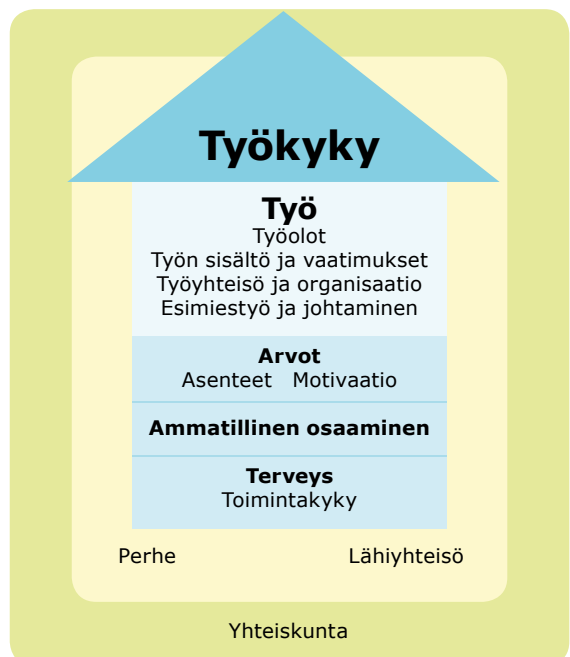 Työkyky
Työ
Työolot
Työn sisältö ja vaatimukset
Työyhteisö ja organisaatio
Esimiestyö ja johtaminen
Arvot
Asenteet Motivaatio
Ammatillinen osaaminen
Terveys
Toimintakyky
Perhe Lähiyhteisö
Yhteiskunta